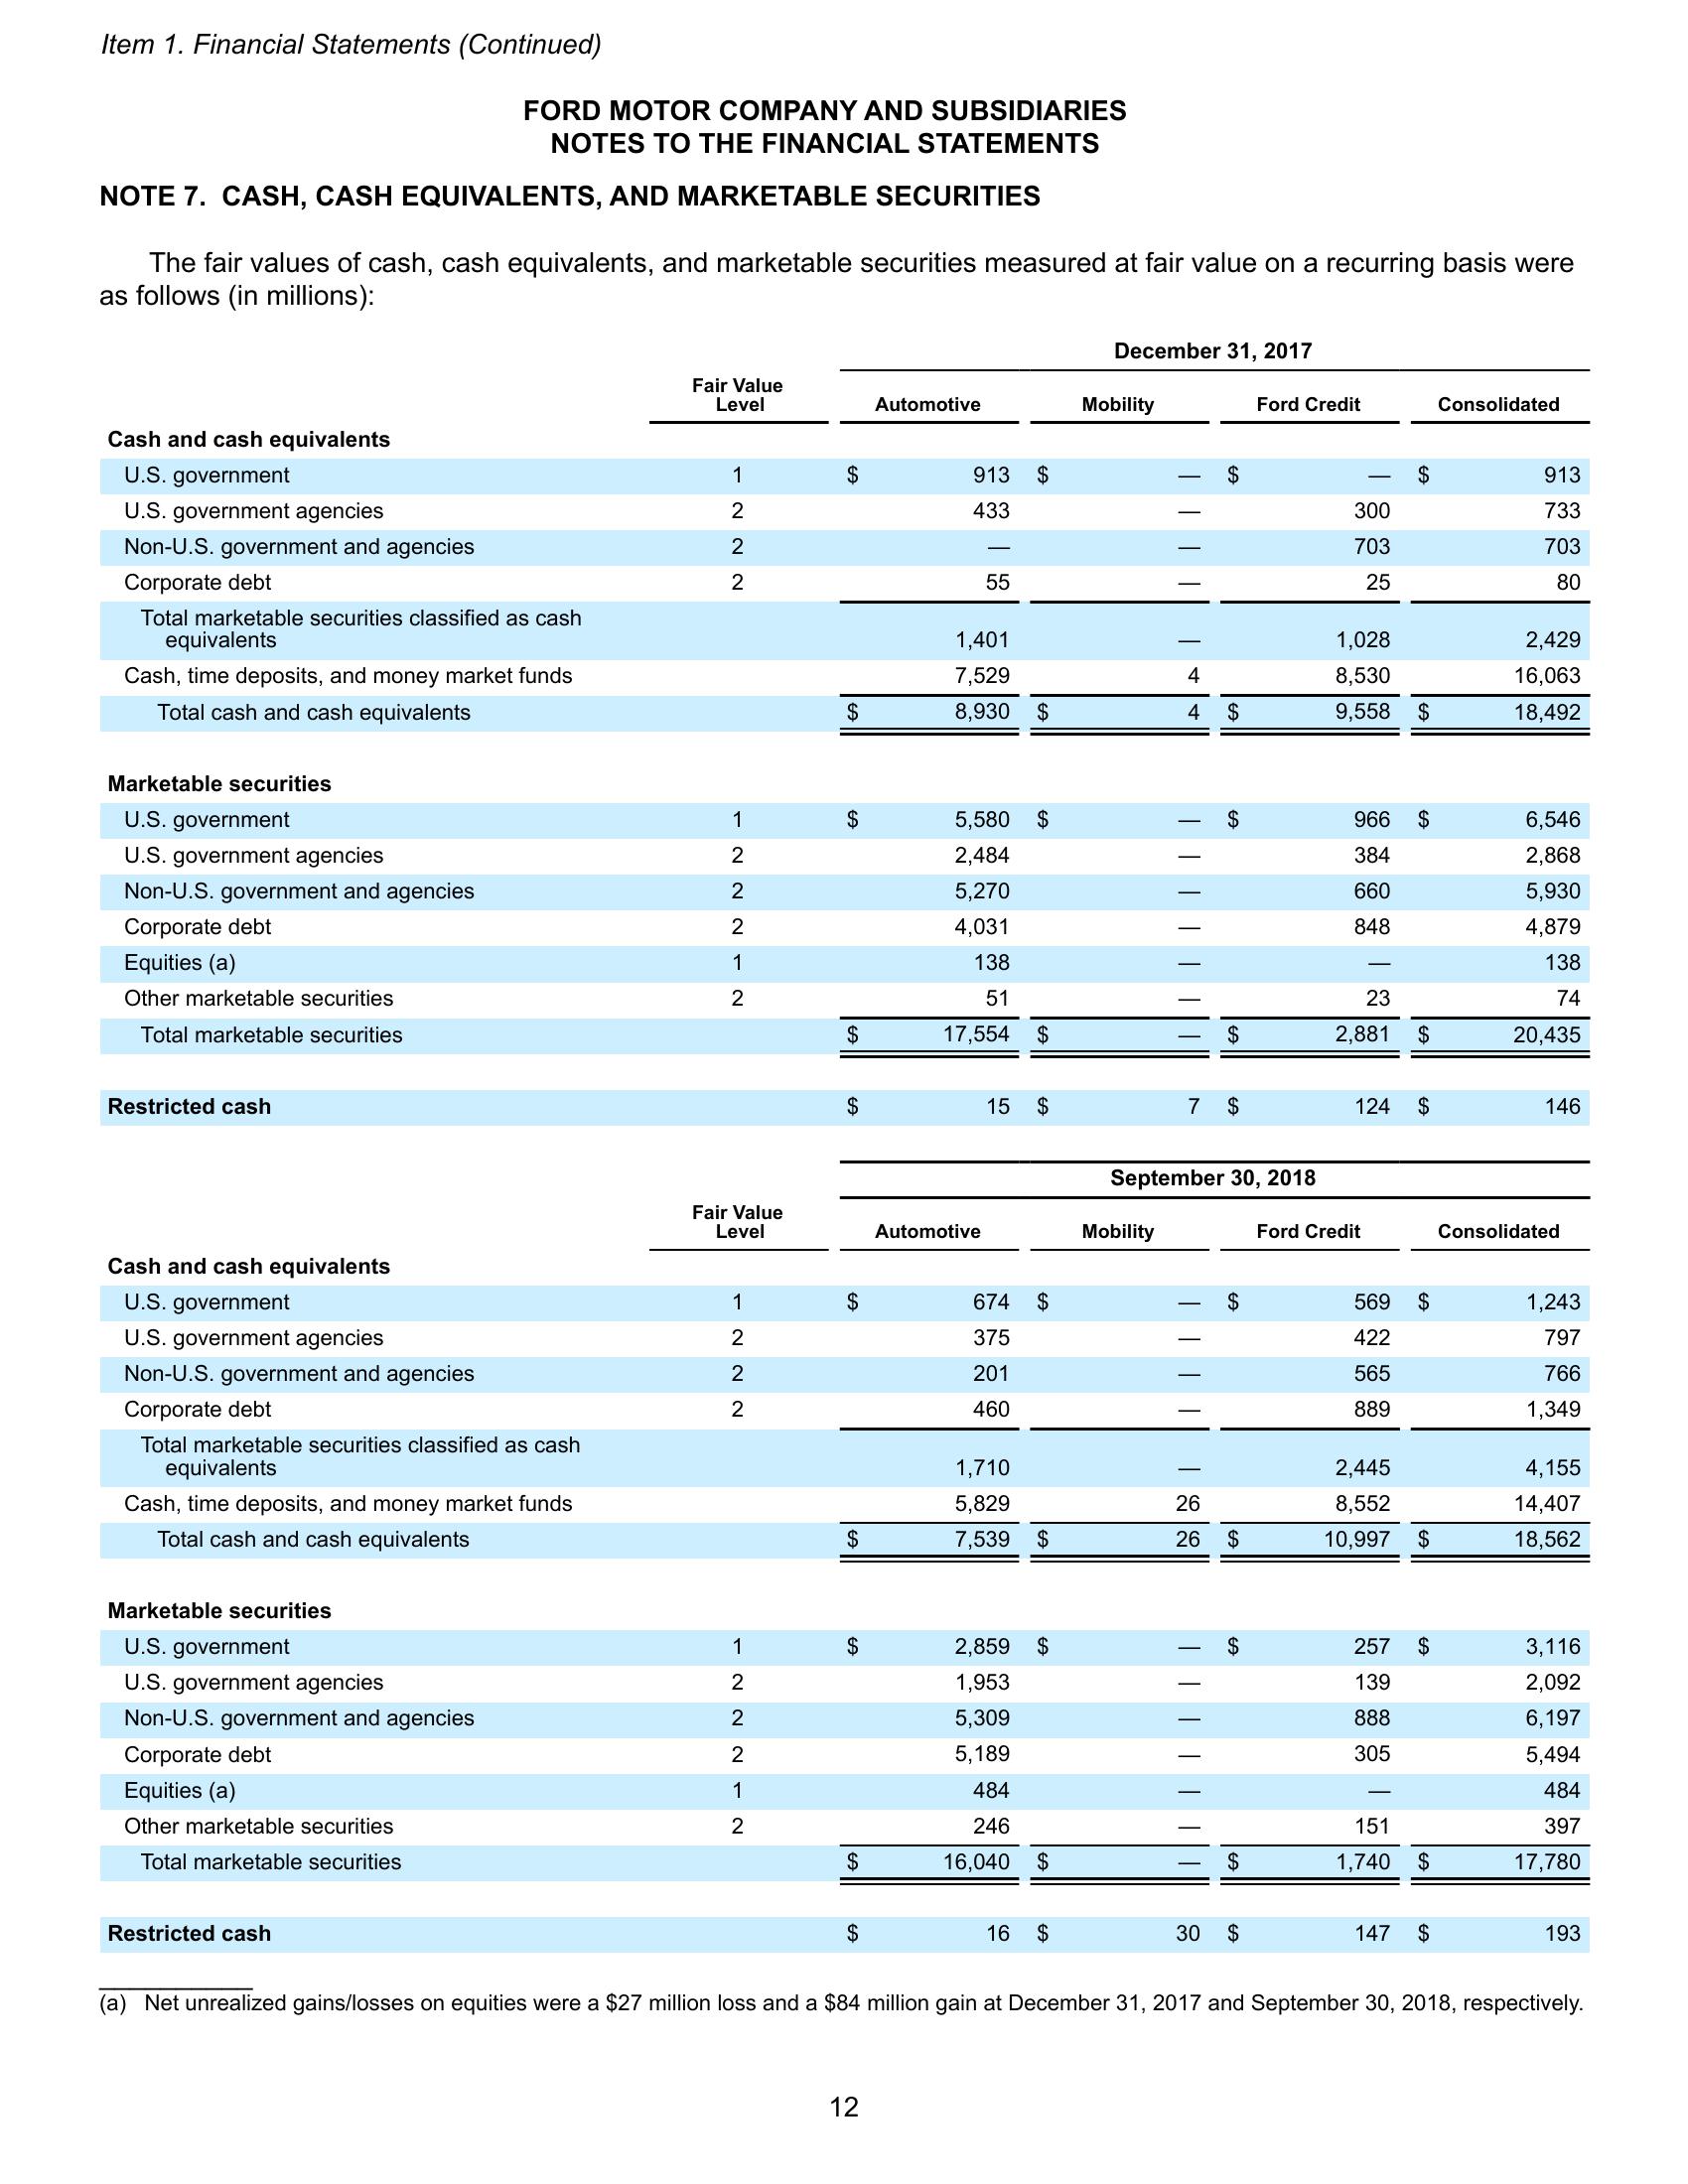 Item 1. Financial Statements (Continued)
FORD MOTOR COMPANY AND SUBSIDIARIES
NOTES TO THE FINANCIAL STATEMENTS
NOTE 7. CASH, CASH EQUIVALENTS, AND MARKETABLE SECURITIES
The fair values of cash, cash equivalents, and marketable securities measured at fair value on a recurring basis were
as follows (in millions):
December 31, 2017
Fair Value Level Automotive Mobility Ford Credit Consolidated
Cash and cash equivalents
U.S. government 1 $ 913 $ — $ — $ 913
U.S. government agencies 2 433 — 300 733
Non-U.S. government and agencies 2 — — 703 703
Corporate debt 2 55 — 25 80
Total marketable securities classified as cash
equivalents 1,401 — 1,028 2,429
Cash, time deposits, and money market funds 7,529 4 8,530 16,063
Total cash and cash equivalents $ 8,930 $ 4 $ 9,558 $ 18,492
Marketable securities
U.S. government 1 $ 5,580 $ — $ 966 $ 6,546
U.S. government agencies 2 2,484 — 384 2,868
Non-U.S. government and agencies 2 5,270 — 660 5,930
Corporate debt 2 4,031 — 848 4,879
Equities (a) 1 138 — — 138
Other marketable securities 2 51 — 23 74
Total marketable securities $ 17,554 $ — $ 2,881 $ 20,435
Restricted cash $ 15 $ 7 $ 124 $ 146
September 30, 2018
Fair Value Level Automotive Mobility Ford Credit Consolidated
Cash and cash equivalents
U.S. government 1 $ 674 $ — $ 569 $ 1,243
U.S. government agencies 2 375 — 422 797
Non-U.S. government and agencies 2 201 — 565 766
Corporate debt 2 460 — 889 1,349
Total marketable securities classified as cash
equivalents 1,710 — 2,445 4,155
Cash, time deposits, and money market funds 5,829 26 8,552 14,407
Total cash and cash equivalents $ 7,539 $ 26 $ 10,997 $ 18,562
Marketable securities
U.S. government 1 $ 2,859 $ — $ 257 $ 3,116
U.S. government agencies 2 1,953 — 139 2,092
Non-U.S. government and agencies 2 5,309 — 888 6,197
Corporate debt 2 5,189 — 305 5,494
Equities (a) 1 484 — — 484
Other marketable securities 2 246 — 151 397
Total marketable securities $ 16,040 $ — $ 1,740 $ 17,780
Restricted cash $ 16 $ 30 $ 147 $ 193
(a) Net unrealized gains/losses on equities were a $27 million loss and a $84 million gain at December 31, 2017 and September 30, 2018, respectively.
12